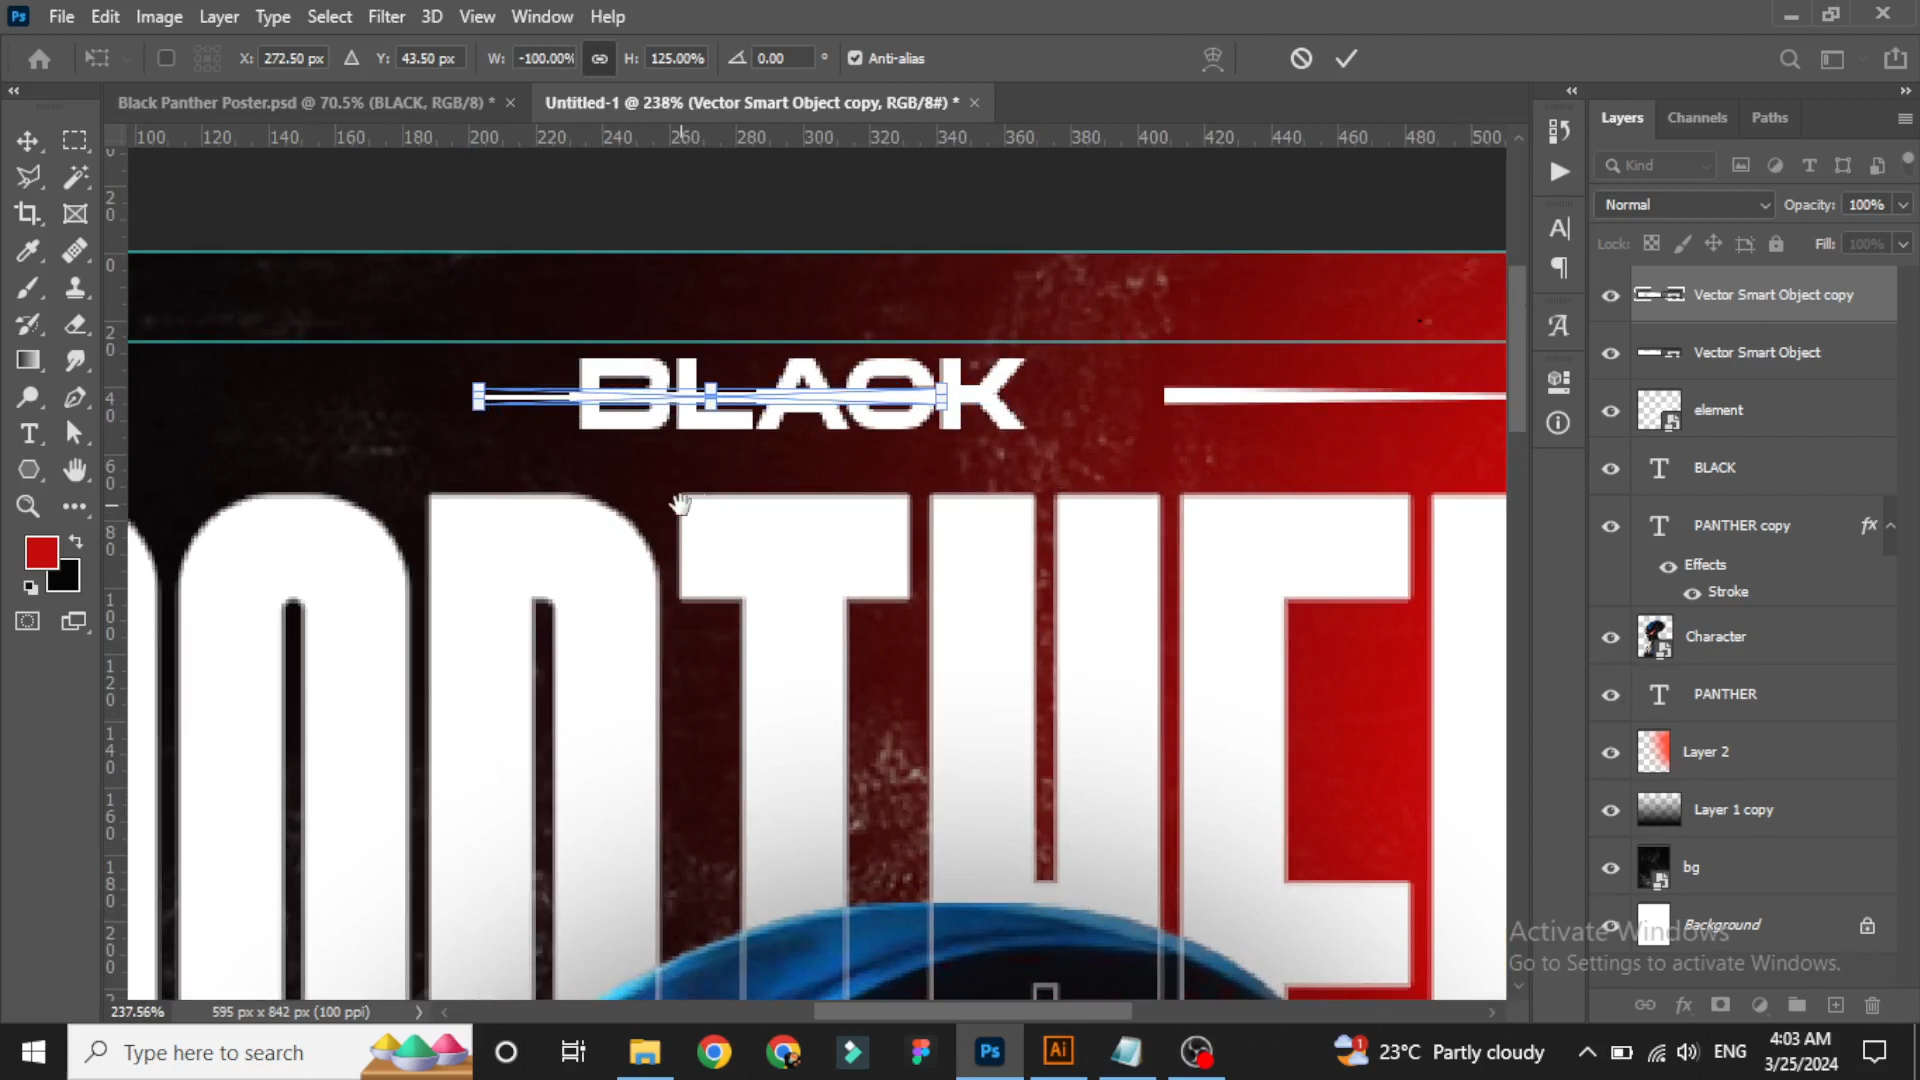 Ps File Edit Image Layer Type Select Filter 3D View Window Help
X: 272.50 px Y: 43.50 px W: -100.00% H: 125.00% 0.00 ° Anti-alias
Black Panther Poster.psd @ 70.5% (BLACK, RGB/8) *
Untitled-1 @ 238% (Vector Smart Object copy, RGB/8#) *
100 120 140 160 180 200 220 240 260 280 300 320 340 360 380 400 420 440 460 480 500
BLACK
237.56% 595 px x 842 px (100 ppi)
Layers Channels Paths
Kind
Normal Opacity: 100%
Lock: Fill: 100%
Vector Smart Object copy
Vector Smart Object
element
BLACK
PANTHER copy fx
Effects
Stroke
Character
PANTHER
Layer 2
Layer 1 copy
bg
Background
Activate Windows
Go to Settings to activate Windows.
Type here to search
Ps Ai
23°C Partly cloudy
ENG
4:03 AM
3/25/2024